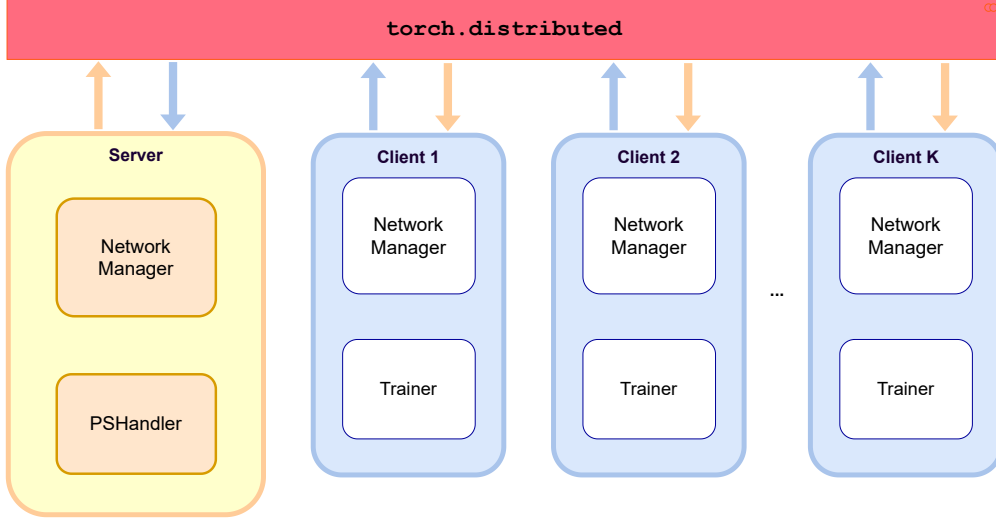 torch.distributed
Server
Network
Manager
PSHandler
Client 1
Network
Manager
Trainer
Client 2
Network
Manager
Trainer
...
Client K
Network
Manager
Trainer